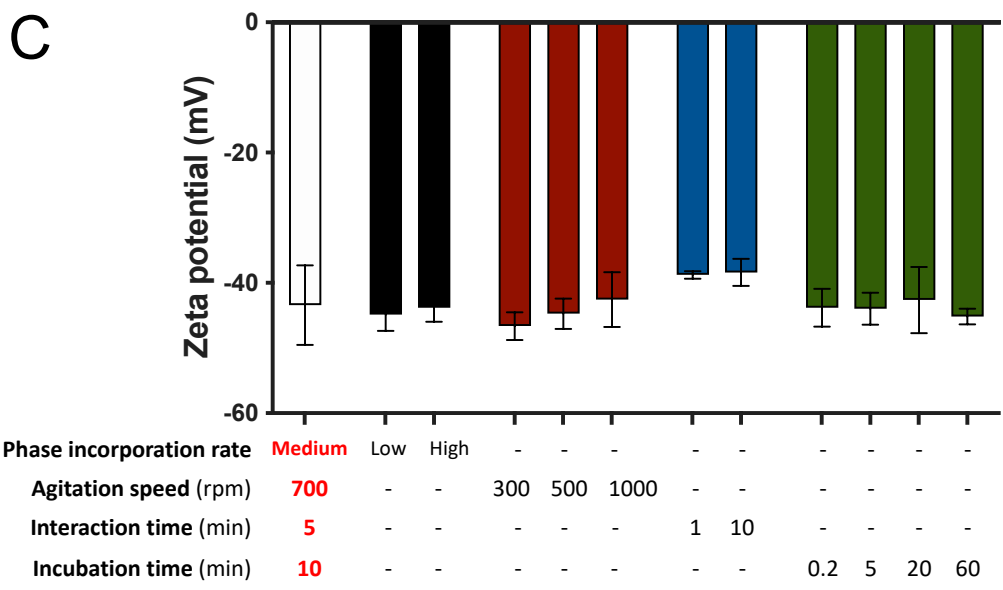 C
Zeta potential (mV)
0
-20
-40
-60
Phase incorporation rate Medium Low High - - - - - - - - -
Agitation speed (rpm) 700 - - 300 500 1000 - - - - - -
Interaction time (min) 5 - - - - - 1 10 - - - -
Incubation time (min) 10 - - - - - - - 0.2 5 20 60